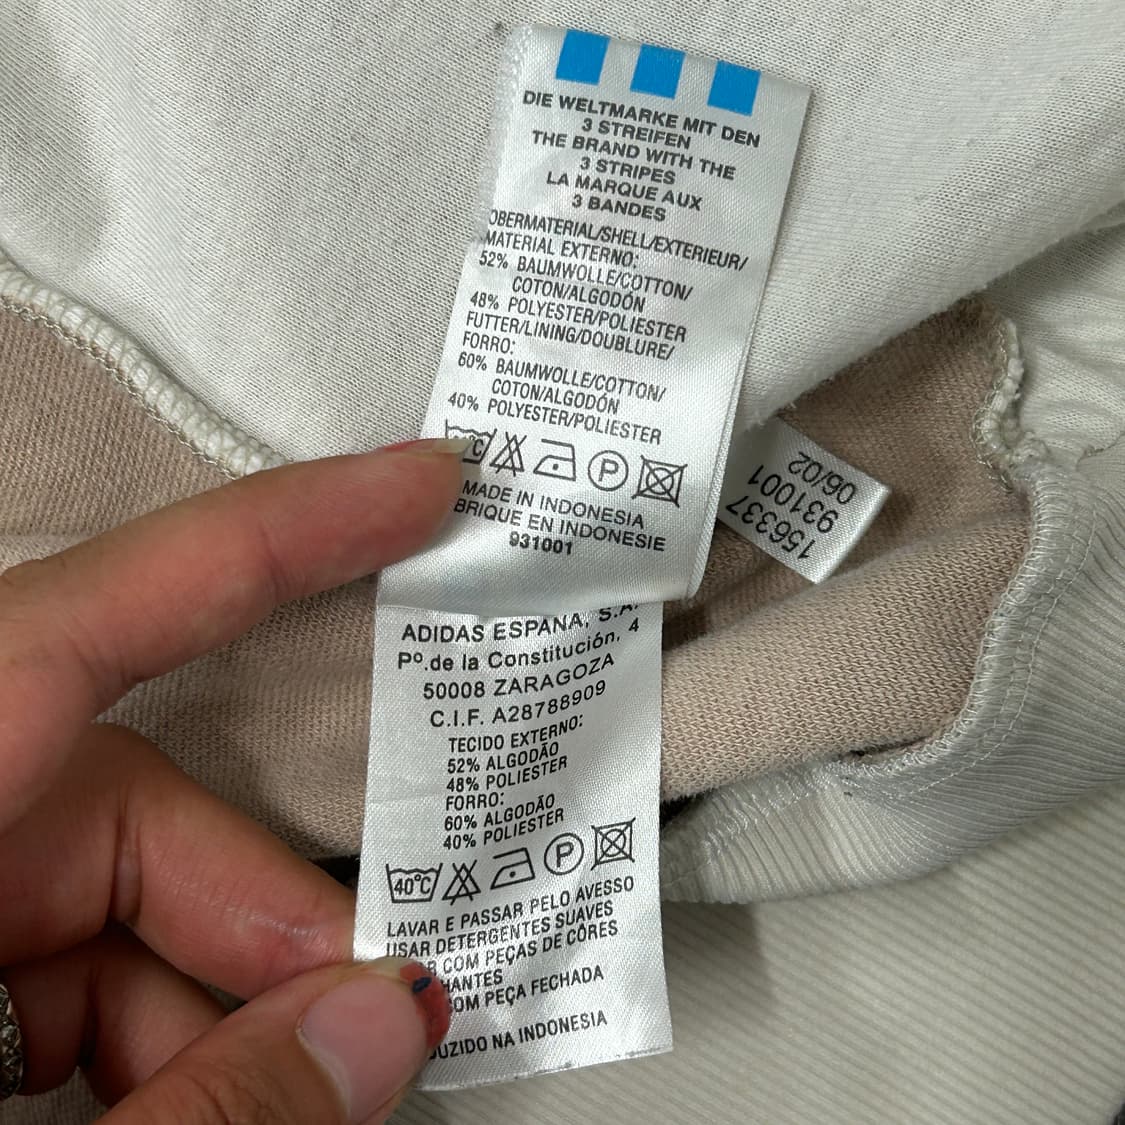 DIE WELTMARKE MIT DEN
3 STREIFEN
THE BRAND WITH THE
3 STRIPES
LA MARQUE AUX
3 BANDES
OBERMATERIAL/SHELL/EXTERIEUR/
MATERIAL EXTERNO:
52% BAUMWOLLE/COTTON/
COTON/ALGODÓN
48% POLYESTER/POLIESTER
FUTTER/LINING/DOUBLURE/
FORRO:
60% BAUMWOLLE/COTTON/
COTON/ALGODÓN
40% POLYESTER/POLIESTER
P
MADE IN INDONESIA
BRIQUE EN INDONESIE
931001
156337
931001
06/02
ADIDAS ESPANA, S.A.
Pº.de la Constitución, 4
50008 ZARAGOZA
C.I.F. A28788909
TECIDO EXTERNO:
52% ALGODÃO
48% POLIESTER
FORRO:
60% ALGODÃO
40% POLIESTER
40°C P
LAVAR E PASSAR PELO AVESSO
USAR DETERGENTES SUAVES
COM PEÇAS DE CÔRES
HANTES
COM PEÇA FECHADA
UZIDO NA INDONESIA